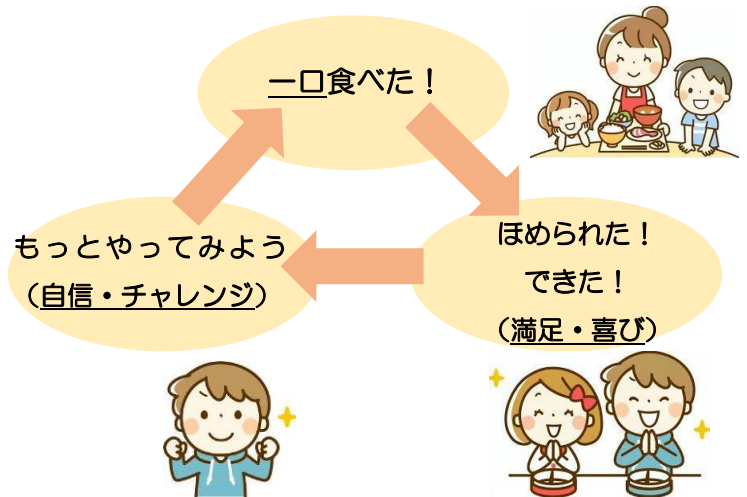 一口食べた！
ほめられた！
できた！
（満足・喜び）
もっとやってみよう
（自信・チャレンジ）